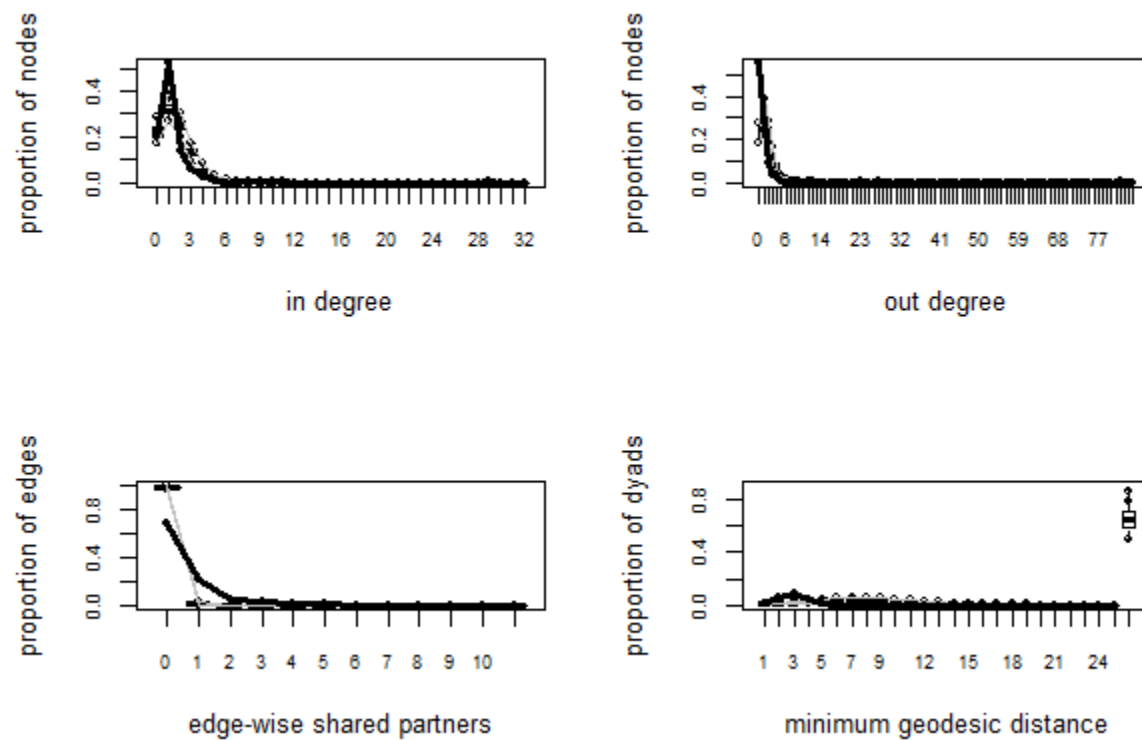 proportion of nodes
0.4
0.2
0.0
0 3 6 9 12 16 20 24 28 32
in degree
proportion of nodes
0.4
0.2
0.0
0 6 14 23 32 41 50 59 68 77
out degree
proportion of edges
0.8
0.4
0.0
0 1 2 3 4 5 6 7 8 9 10
edge-wise shared partners
proportion of dyads
0.8
0.4
0.0
1 3 5 7 9 12 15 18 21 24
minimum geodesic distance